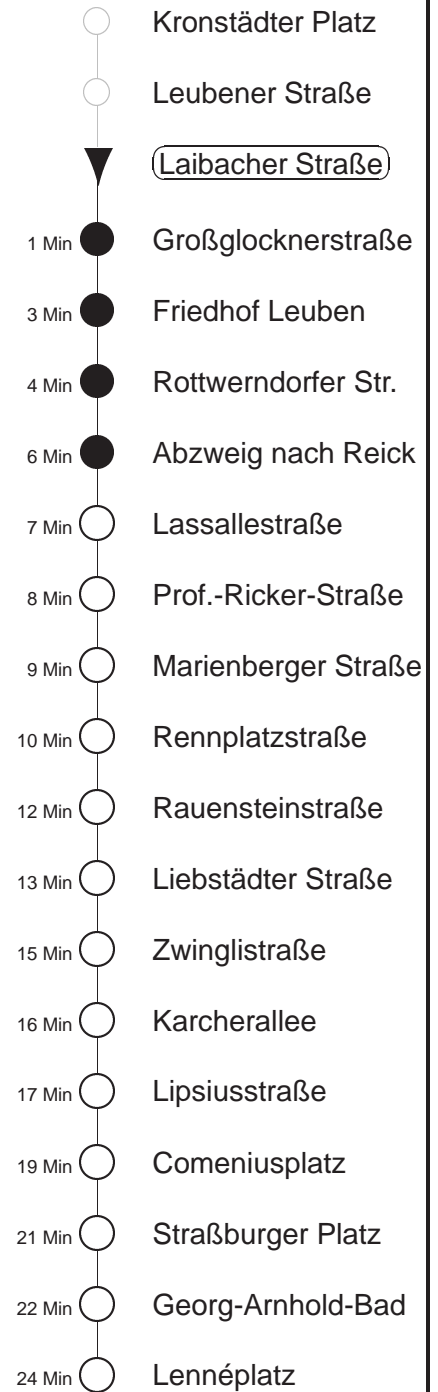 Kronstädter Platz
Leubener Straße
Laibacher Straße
1 Min Großglocknerstraße
3 Min Friedhof Leuben
4 Min Rottwerndorfer Str.
6 Min Abzweig nach Reick
7 Min Lassallestraße
8 Min Prof.-Ricker-Straße
9 Min Marienberger Straße
10 Min Rennplatzstraße
12 Min Rauensteinstraße
13 Min Liebstädter Straße
15 Min Zwinglistraße
16 Min Karcherallee
17 Min Lipsiusstraße
19 Min Comeniusplatz
21 Min Straßburger Platz
22 Min Georg-Arnhold-Bad
24 Min Lennéplatz